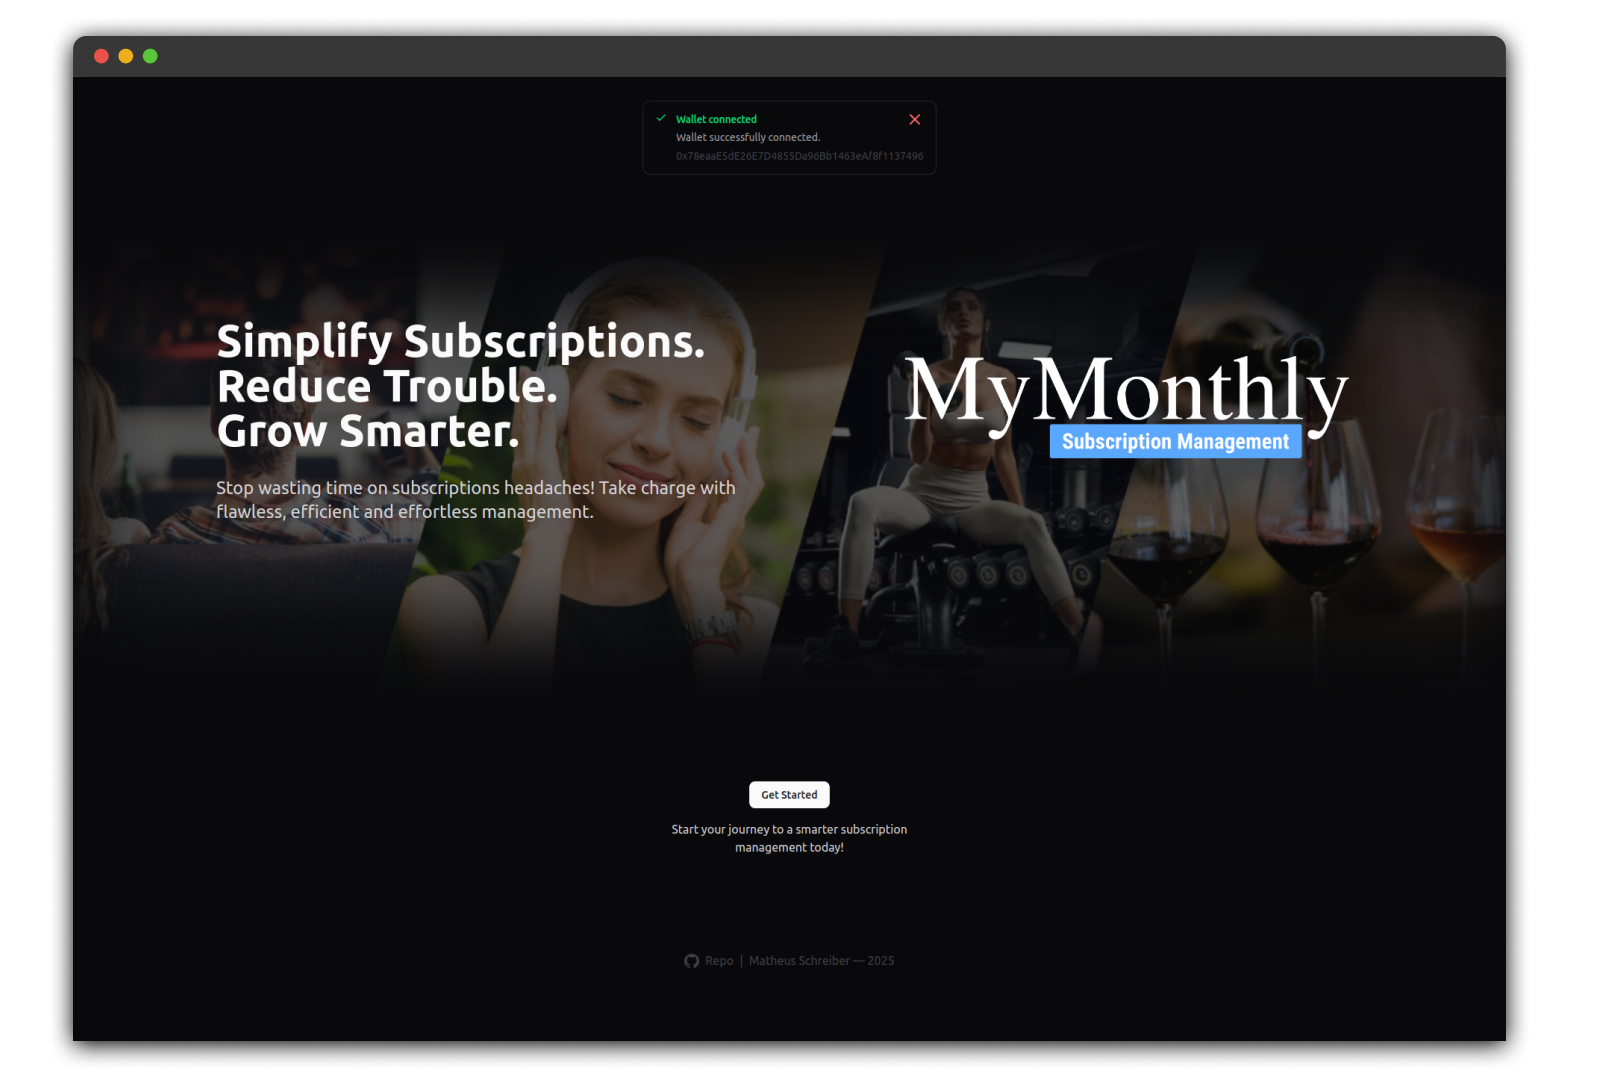 Wallet connected
Wallet successfully connected.
0x78eaaE5dE26E7D4855Da96Bb1463eAf8f1137496
Simplify Subscriptions.
Reduce Trouble.
Grow Smarter.
Stop wasting time on subscriptions headaches! Take charge with
flawless, efficient and effortless management.
MyMonthly
Subscription Management
Get Started
Start your journey to a smarter subscription
management today!
Repo | Matheus Schreiber — 2025